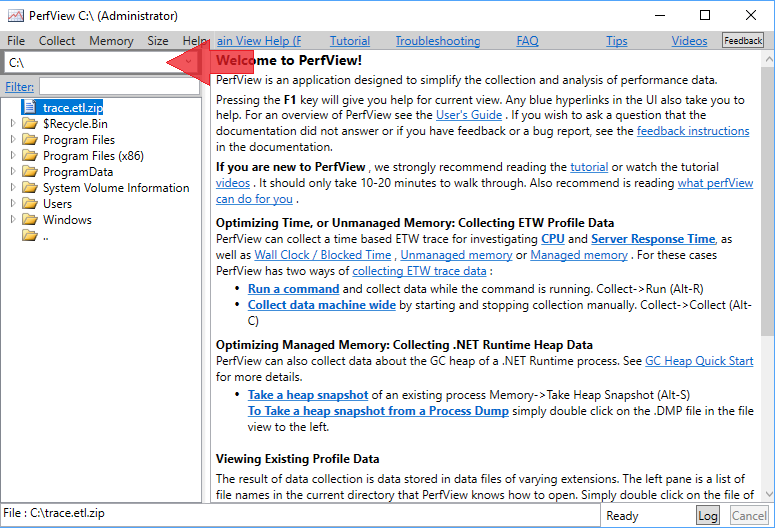 PerfView C:\ (Administrator)
File Collect Memory Size Help ain View Help (F Tutorial Troubleshooting FAQ Tips Videos Feedback
C:\
Filter:
trace.etl.zip
$Recycle.Bin
Program Files
Program Files (x86)
ProgramData
System Volume Information
Users
Windows
..
Welcome to PerfView!
PerfView is an application designed to simplify the collection and analysis of performance data.
Pressing the F1 key will give you help for current view. Any blue hyperlinks in the UI also take you to
help. For an overview of PerfView see the User's Guide . If you wish to ask a question that the
documentation did not answer or if you have feedback or a bug report, see the feedback instructions
in the documentation.
If you are new to PerfView , we strongly recommend reading the tutorial or watch the tutorial
videos . It should only take 10-20 minutes to walk through. Also recommend is reading what perfView
can do for you .
Optimizing Time, or Unmanaged Memory: Collecting ETW Profile Data
PerfView can collect a time based ETW trace for investigating CPU and Server Response Time, as
well as Wall Clock / Blocked Time , Unmanaged memory or Managed memory . For these cases
PerfView has two ways of collecting ETW trace data :
• Run a command and collect data while the command is running. Collect->Run (Alt-R)
• Collect data machine wide by starting and stopping collection manually. Collect->Collect (Alt-
C)
Optimizing Managed Memory: Collecting .NET Runtime Heap Data
PerfView can also collect data about the GC heap of a .NET Runtime process. See GC Heap Quick Start
for more details.
• Take a heap snapshot of an existing process Memory->Take Heap Snapshot (Alt-S)
To Take a heap snapshot from a Process Dump simply double click on the .DMP file in the file
view to the left.
Viewing Existing Profile Data
The result of data collection is data stored in data files of varying extensions. The left pane is a list of
file names in the current directory that PerfView knows how to open. Simply double click on the file of
File : C:\trace.etl.zip
Ready Log Cancel